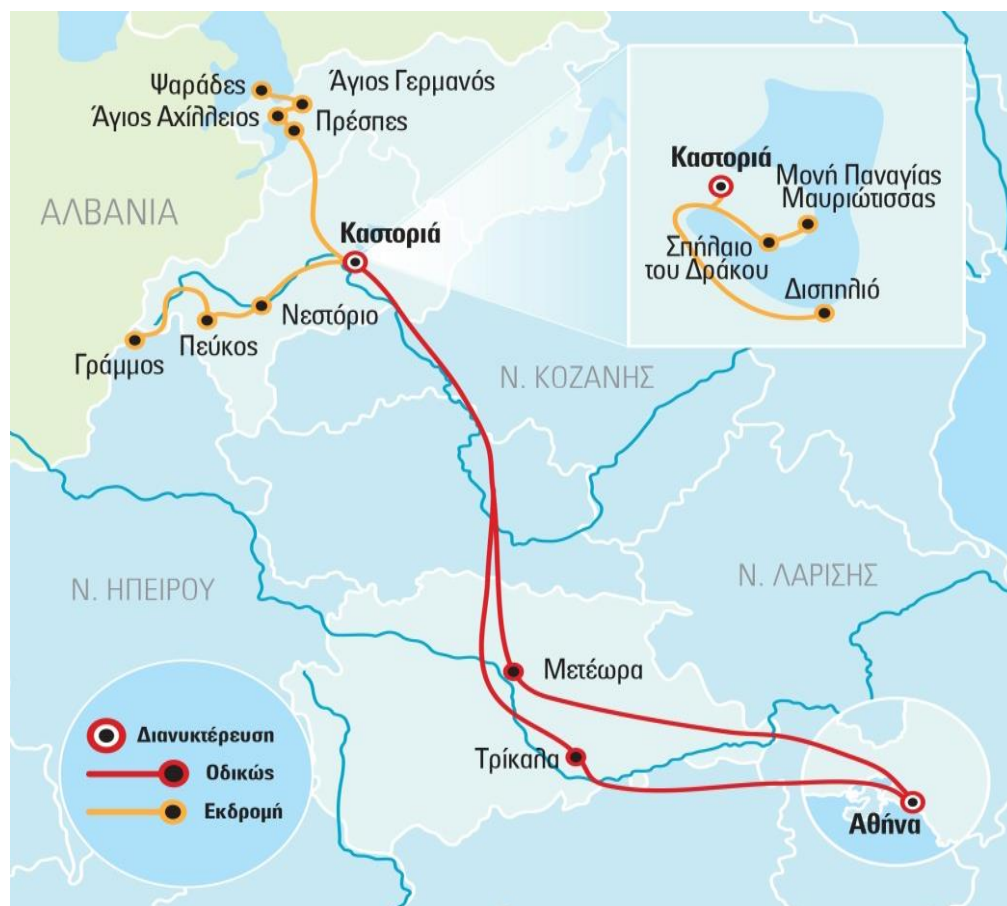 Ψαράδες
Άγιος Γερμανός
Άγιος Αχίλλειος
Πρέσπες
ΑΛΒΑΝΙΑ
Καστοριά
Νεστόριο
Πεύκος
Γράμμος
Καστοριά
Μονή Παναγίας
Μαυριώτισσας
Σπήλαιο
του Δράκου
Δισπηλιό
Ν. ΚΟΖΑΝΗΣ
Ν. ΗΠΕΙΡΟΥ
Ν. ΛΑΡΙΣΗΣ
Μετέωρα
Τρίκαλα
Αθήνα
Διανυκτέρευση
Οδικώς
Εκδρομή